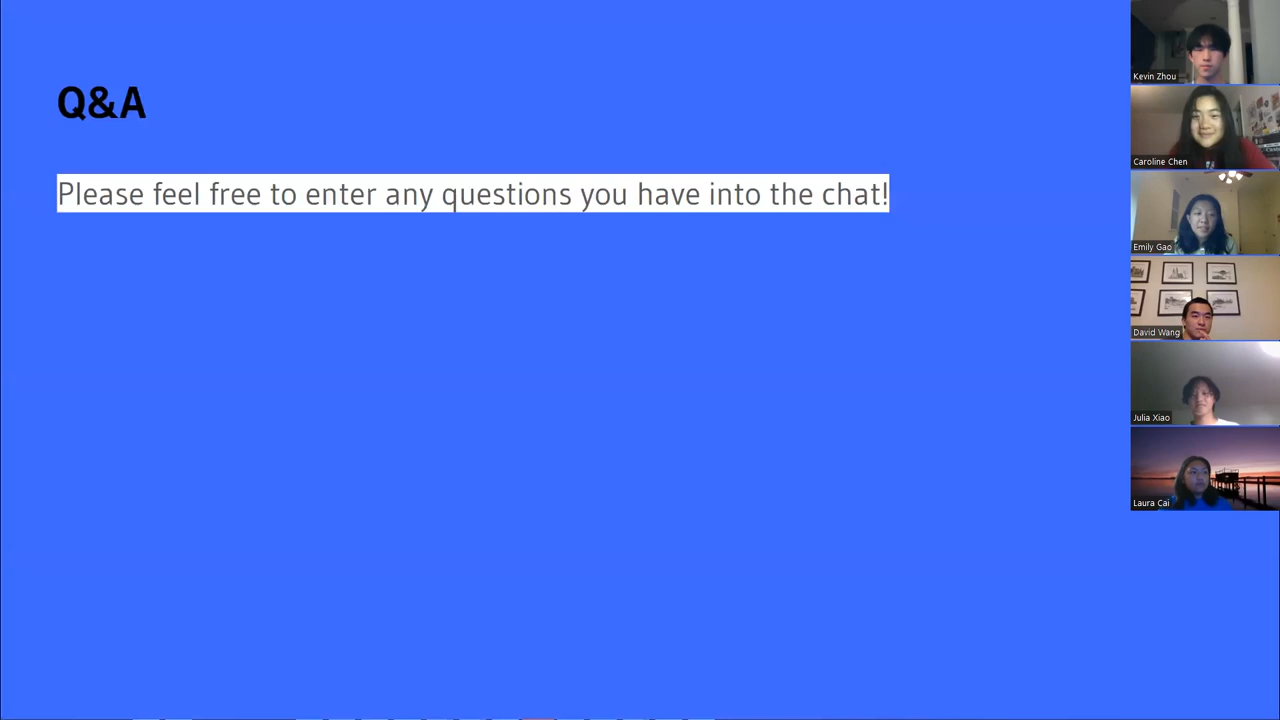 Q&A
Please feel free to enter any questions you have into the chat!
Kevin Zhou
Caroline Chen
Emily Gao
David Wang
Julia Xiao
Laura Cai